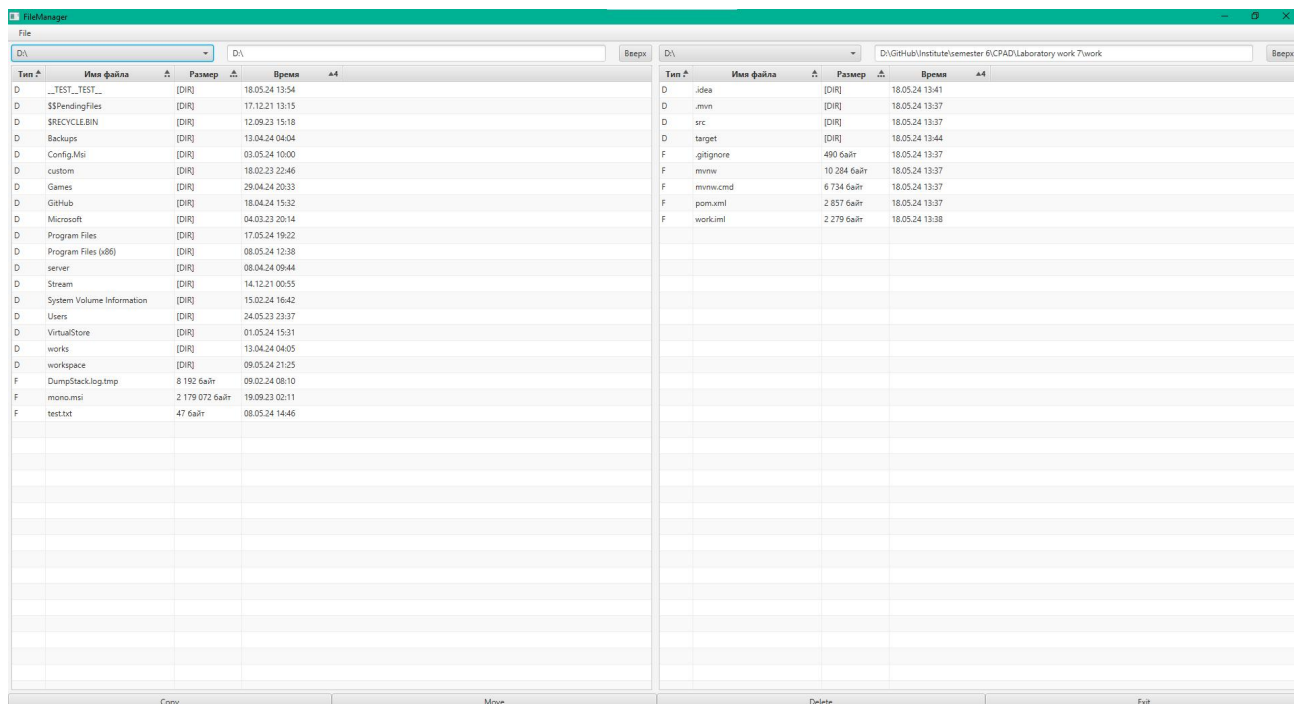 FileManager
File
D:\ D:\ Вверх D:\ D:\GitHub\Institute\semester 6\CPAD\Laboratory work 7\work Вверх
Тип Имя файла Размер Время 4 Тип Имя файла Размер Время 4
D __TEST__TEST__ [DIR] 18.05.24 13:54 D .idea [DIR] 18.05.24 13:41
D $$PendingFiles [DIR] 17.12.21 13:15 D .mvn [DIR] 18.05.24 13:37
D $RECYCLE.BIN [DIR] 12.09.23 15:18 D src [DIR] 18.05.24 13:37
D Backups [DIR] 13.04.24 04:04 D target [DIR] 18.05.24 13:44
D Config.Msi [DIR] 03.05.24 10:00 F .gitignore 490 байт 18.05.24 13:37
D custom [DIR] 18.02.23 22:46 F mvnw 10 284 байт 18.05.24 13:37
D Games [DIR] 29.04.24 20:33 F mvnw.cmd 6 734 байт 18.05.24 13:37
D GitHub [DIR] 18.04.24 15:32 F pom.xml 2 857 байт 18.05.24 13:37
D Microsoft [DIR] 04.03.23 20:14 F work.iml 2 279 байт 18.05.24 13:38
D Program Files [DIR] 17.05.24 19:22
D Program Files (x86) [DIR] 08.05.24 12:38
D server [DIR] 08.04.24 09:44
D Stream [DIR] 14.12.21 00:55
D System Volume Information [DIR] 15.02.24 16:42
D Users [DIR] 24.05.23 23:37
D VirtualStore [DIR] 01.05.24 15:31
D works [DIR] 13.04.24 04:05
D workspace [DIR] 09.05.24 21:25
F DumpStack.log.tmp 8 192 байт 09.02.24 08:10
F mono.msi 2 179 072 байт 19.09.23 02:11
F test.txt 47 байт 08.05.24 14:46
Copy Move Delete Exit